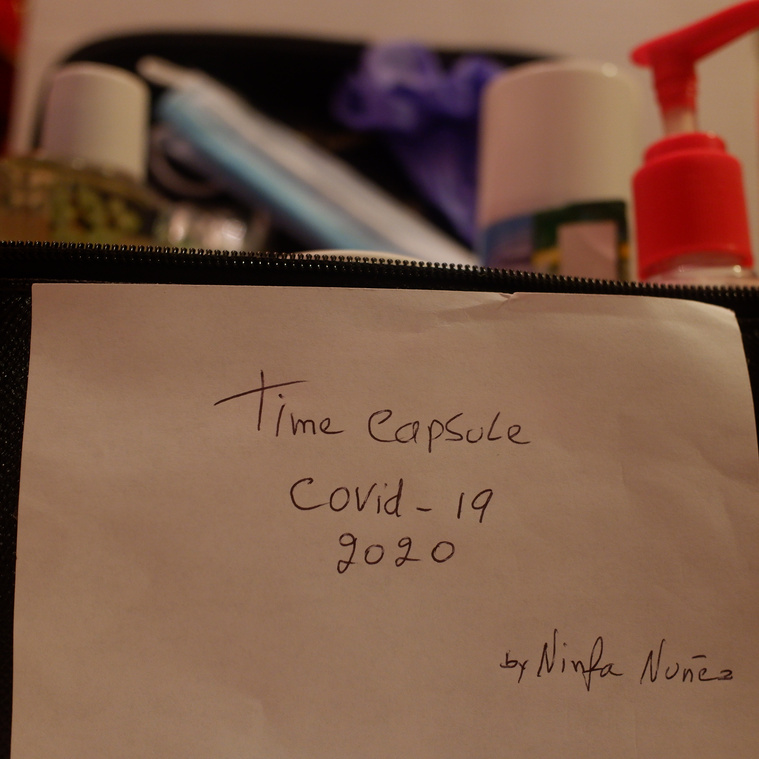 Time Capsule
Covid-19
2020
by Ninfa Nuñez